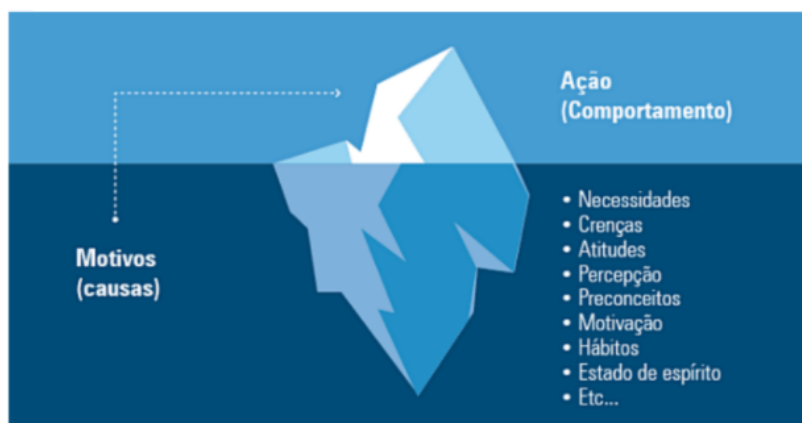 Ação
(Comportamento)
Motivos
(causas)
• Necessidades
• Crenças
• Atitudes
• Percepção
• Preconceitos
• Motivação
• Hábitos
• Estado de espírito
• Etc...